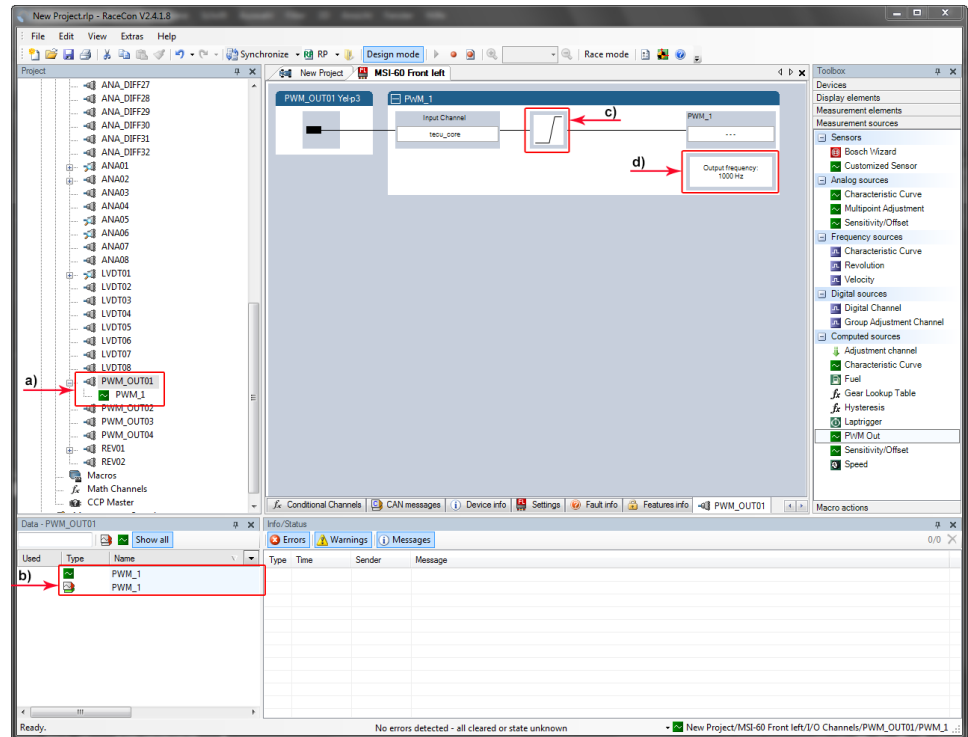 New Project.rlp - RaceCon V2.4.1.8
File Edit View Extras Help
Synchronize RP Design mode Race mode
Project
ANA_DIFF27
ANA_DIFF28
ANA_DIFF29
ANA_DIFF30
ANA_DIFF31
ANA_DIFF32
ANA01
ANA02
ANA03
ANA04
ANA05
ANA06
ANA07
ANA08
LVDT01
LVDT02
LVDT03
LVDT04
LVDT05
LVDT06
LVDT07
LVDT08
a)
PWM_OUT01
PWM_1
PWM_OUT02
PWM_OUT03
PWM_OUT04
REV01
REV02
Macros
fx Math Channels
CCP Master
New Project MSI-60 Front left
PWM_OUT01 Yel-p3
PWM_1
Input Channel
tecu_core
c)
PWM_1
---
d)
Output frequency:
1000 Hz
fx Conditional Channels CAN messages Device info Settings Fault info Features info PWM_OUT01
Toolbox
Devices
Display elements
Measurement elements
Measurement sources
Sensors
Bosch Wizard
Customized Sensor
Analog sources
Characteristic Curve
Multipoint Adjustment
Sensitivity/Offset
Frequency sources
Characteristic Curve
Revolution
Velocity
Digital sources
Digital Channel
Group Adjustment Channel
Computed sources
Adjustment channel
Characteristic Curve
Fuel
fx Gear Lookup Table
fx Hysteresis
Laptrigger
PWM Out
Sensitivity/Offset
Speed
Macro actions
Data - PWM_OUT01
Show all
Used Type Name
b)
PWM_1
PWM_1
Info/Status
Errors Warnings Messages 0/0
Type Time Sender Message
Ready.
No errors detected - all cleared or state unknown
New Project/MSI-60 Front left/I/O Channels/PWM_OUT01/PWM_1